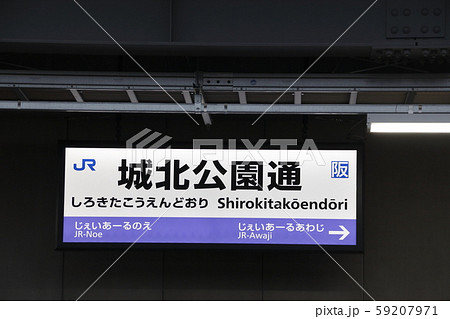 JR 城北公園通 阪
しろきたこうえんどおり Shirokitakōendōri
じぇいあーるのえ じぇいあーるあわじ
JR-Noe JR-Awaji
PIXTA
pixta.jp - 59207971